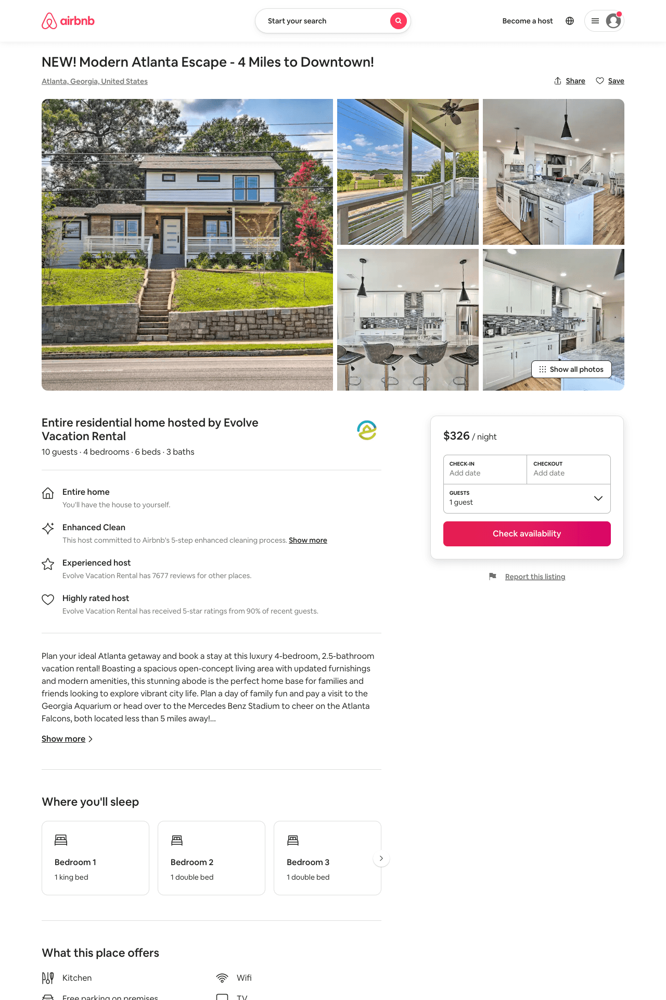 airbnb
Start your search
Become a host
NEW! Modern Atlanta Escape - 4 Miles to Downtown!
Atlanta, Georgia, United States
Share
Save
Show all photos
Entire residential home hosted by Evolve
Vacation Rental
10 guests · 4 bedrooms · 6 beds · 3 baths
Entire home
You'll have the house to yourself.
Enhanced Clean
This host committed to Airbnb's 5-step enhanced cleaning process. Show more
Experienced host
Evolve Vacation Rental has 7677 reviews for other places.
Highly rated host
Evolve Vacation Rental has received 5-star ratings from 90% of recent guests.
$326 / night
CHECK-IN
Add date
CHECKOUT
Add date
GUESTS
1 guest
Check availability
Report this listing
Plan your ideal Atlanta getaway and book a stay at this luxury 4-bedroom, 2.5-bathroom
vacation rental! Boasting a spacious open-concept living area with updated furnishings
and modern amenities, this stunning abode is the perfect home base for families and
friends looking to explore vibrant city life. Plan a day of family fun and pay a visit to the
Georgia Aquarium or head over to the Mercedes Benz Stadium to cheer on the Atlanta
Falcons, both located less than 5 miles away!...
Show more
Where you'll sleep
Bedroom 1
1 king bed
Bedroom 2
1 double bed
Bedroom 3
1 double bed
What this place offers
Kitchen
Wifi
Free parking on premises
TV